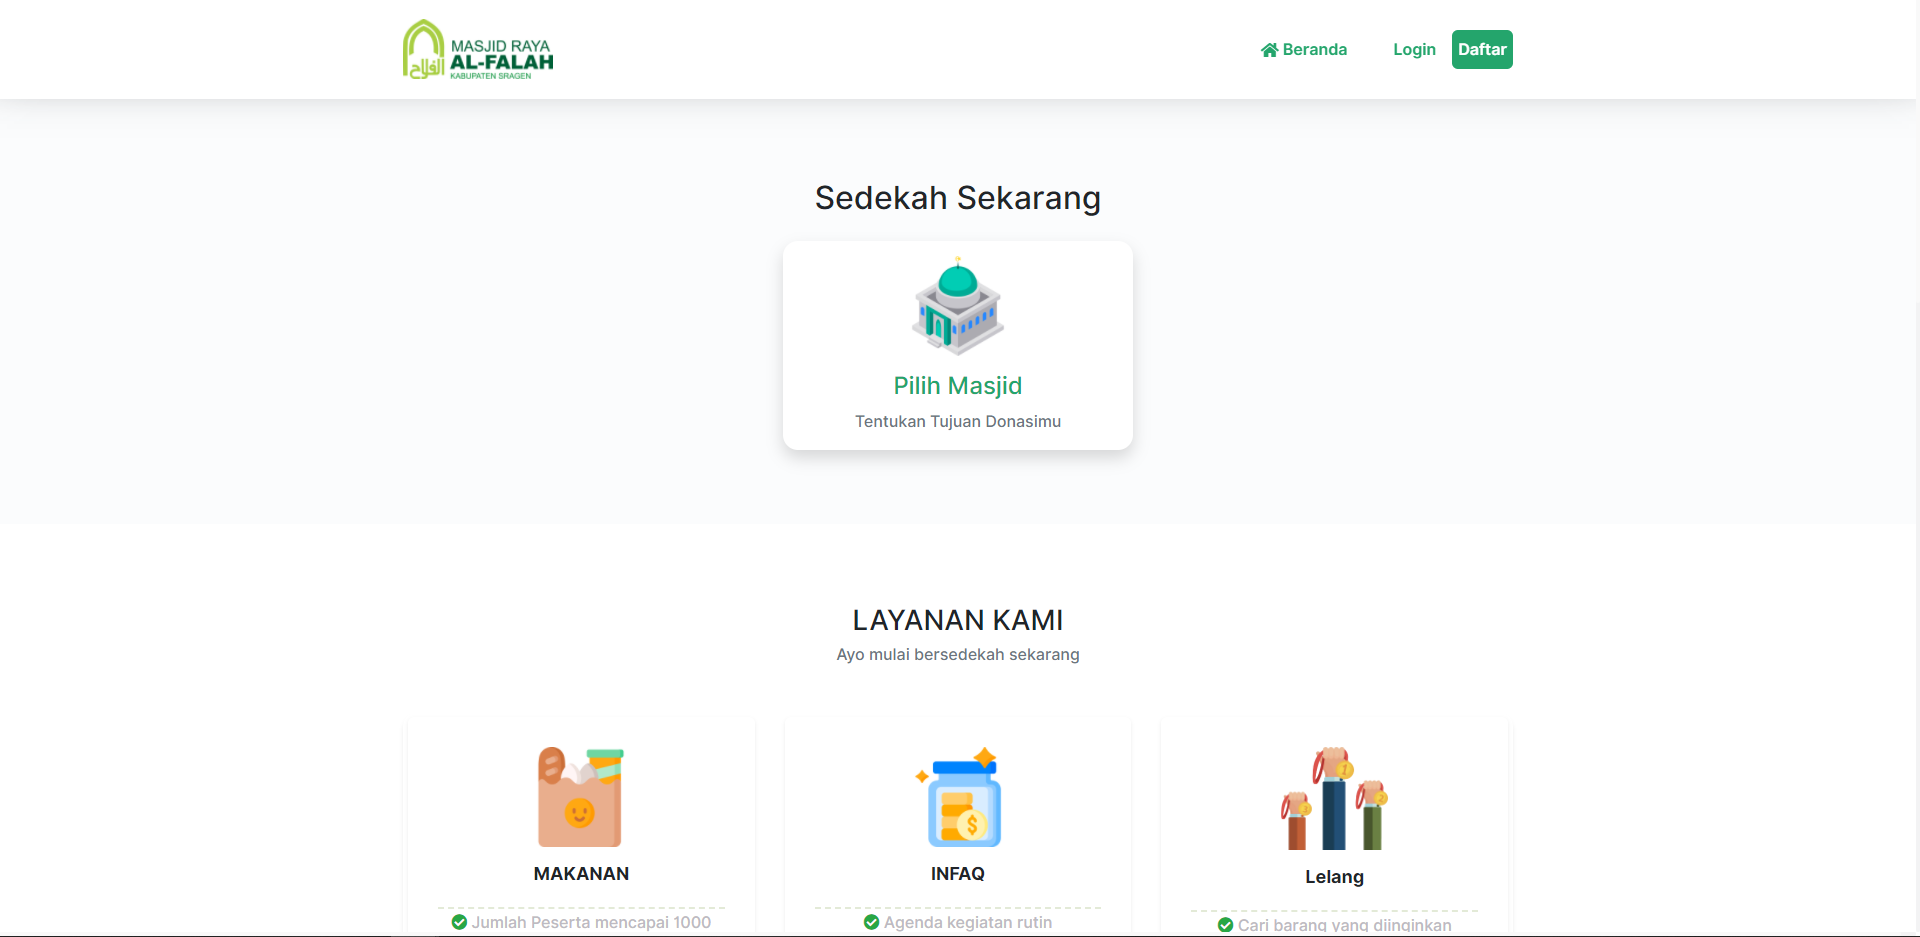 الفلاح
MASJID RAYA
AL-FALAH
KABUPATEN SRAGEN
Beranda
Login
Daftar
Sedekah Sekarang
Pilih Masjid
Tentukan Tujuan Donasimu
LAYANAN KAMI
Ayo mulai bersedekah sekarang
MAKANAN
Jumlah Peserta mencapai 1000
INFAQ
Agenda kegiatan rutin
Lelang
Cari barang yang diinginkan